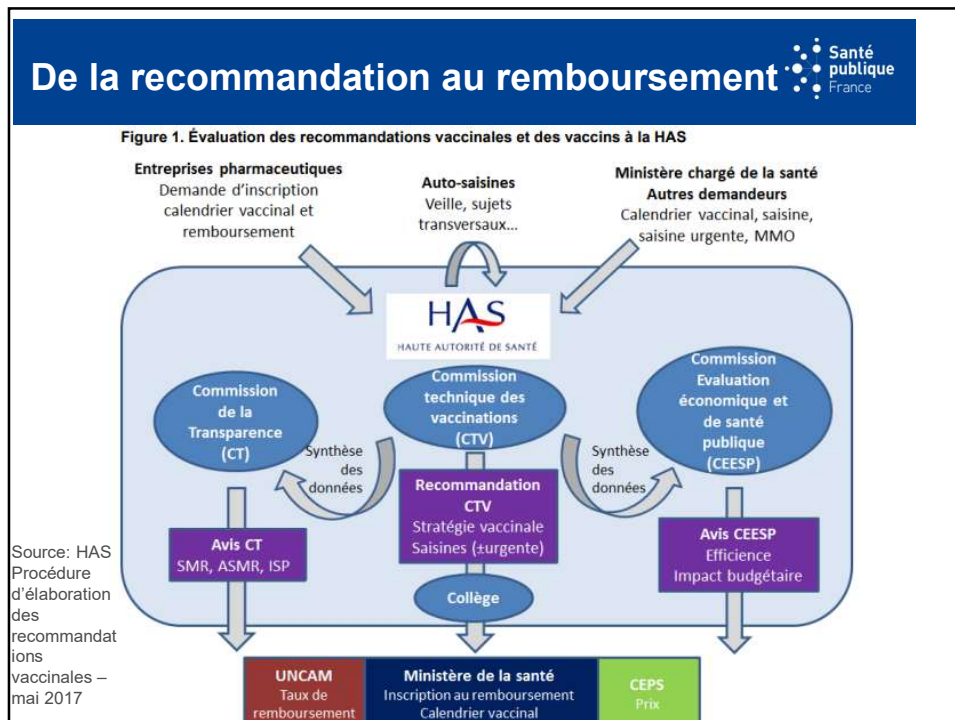 De la recommandation au remboursement
Santé
publique
France
Figure 1. Évaluation des recommandations vaccinales et des vaccins à la HAS
Entreprises pharmaceutiques
Demande d'inscription
calendrier vaccinal et
remboursement
Auto-saisines
Veille, sujets
transversaux...
Ministère chargé de la santé
Autres demandeurs
Calendrier vaccinal, saisine,
saisine urgente, MMO
HAS
HAUTE AUTORITÉ DE SANTÉ
Commission
de la
Transparence
(CT)
Commission
technique des
vaccinations
(CTV)
Commission
Evaluation
économique et
de santé
publique
(CEESP)
Synthèse
des
données
Synthèse
des
données
Recommandation
CTV
Stratégie vaccinale
Saisines (±urgente)
Avis CT
SMR, ASMR, ISP
Avis CEESP
Efficience
Impact budgétaire
Collège
Source: HAS
Procédure
d'élaboration
des
recommandat
ions
vaccinales –
mai 2017
UNCAM
Taux de
remboursement
Ministère de la santé
Inscription au remboursement
Calendrier vaccinal
CEPS
Prix